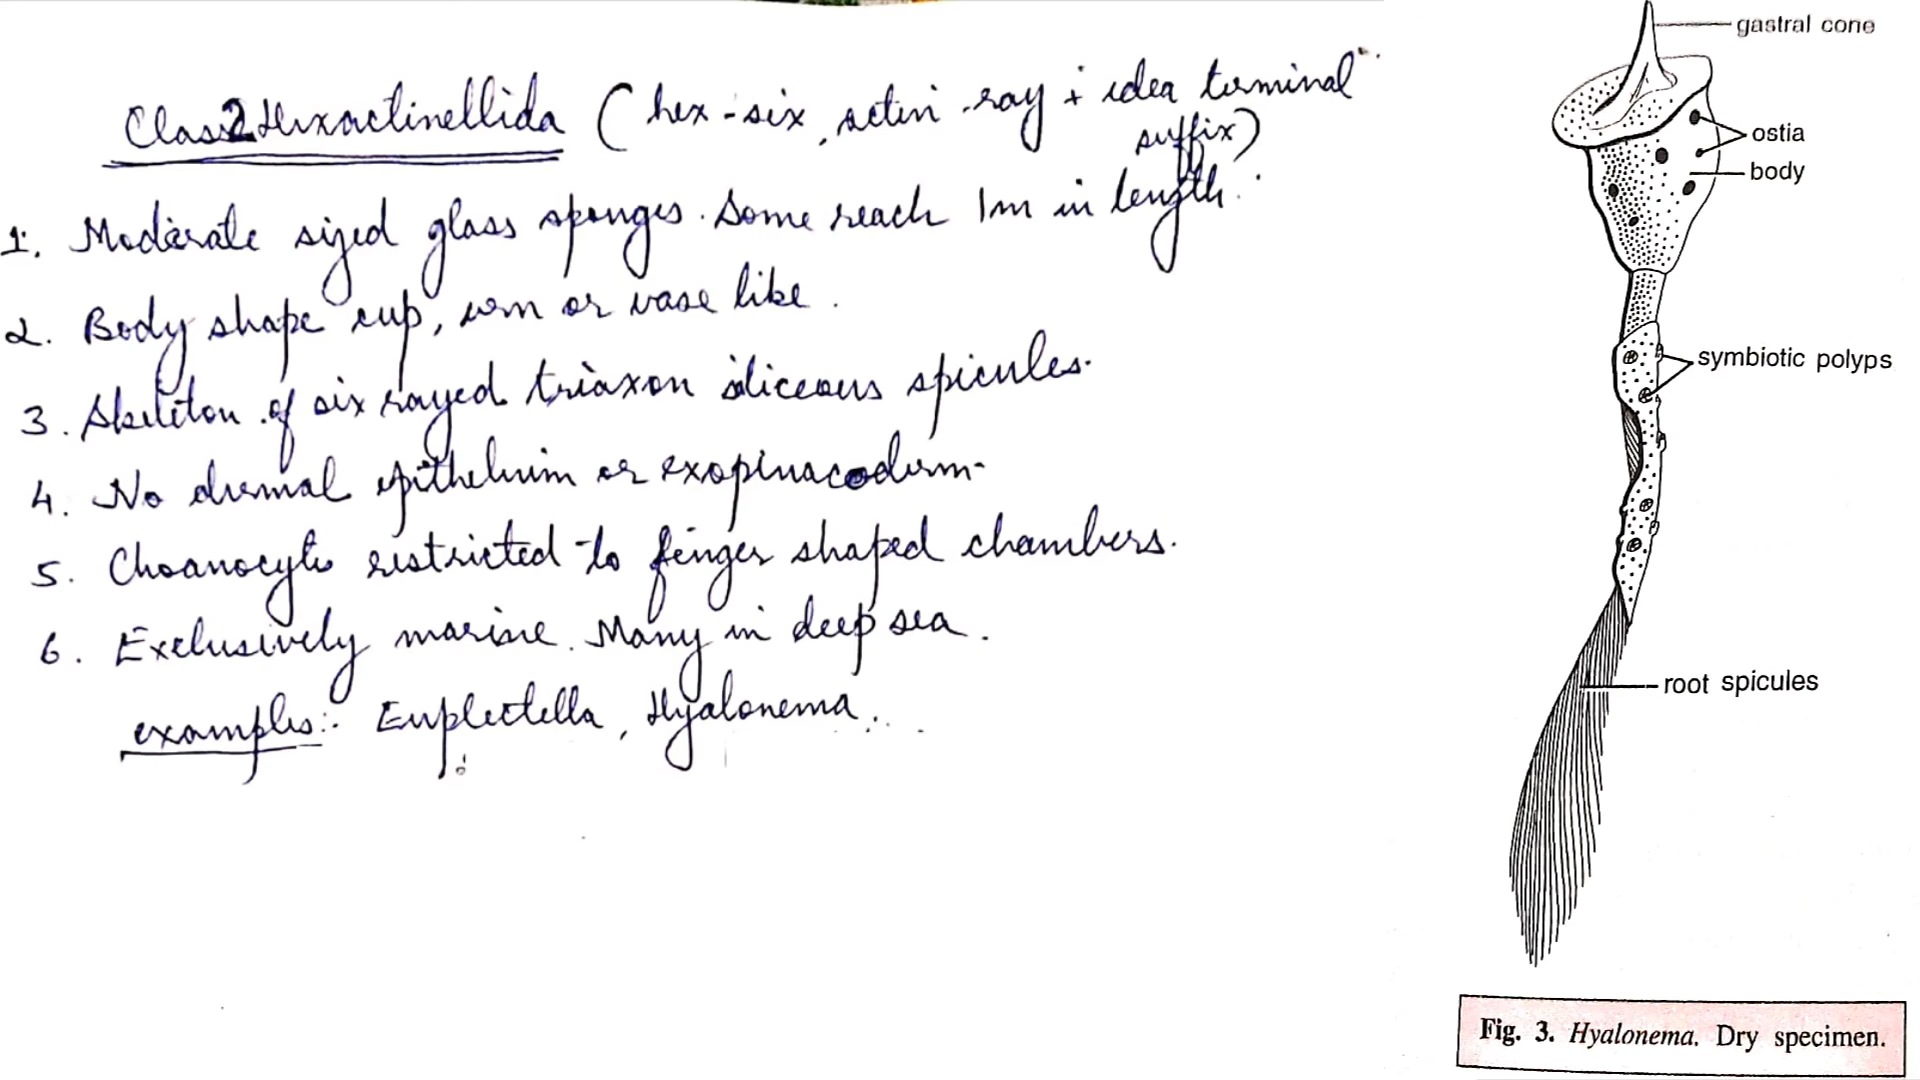 Class 2 Hexactinellida (hex-six, actin-ray + idea terminal
suffix)
1. Moderate sized glass sponges. Some reach 1m in length.
2. Body shape cup, urn or vase like.
3. Skeleton of six rayed triaxon siliceous spicules.
4. No dermal epithelium or exopinacoderm.
5. Choanocyte restricted to finger shaped chambers.
6. Exclusively marine. Many in deep sea.
examples:- Euplectella, Hyalonema.
gastral cone
ostia
body
symbiotic polyps
root spicules
Fig. 3. Hyalonema. Dry specimen.